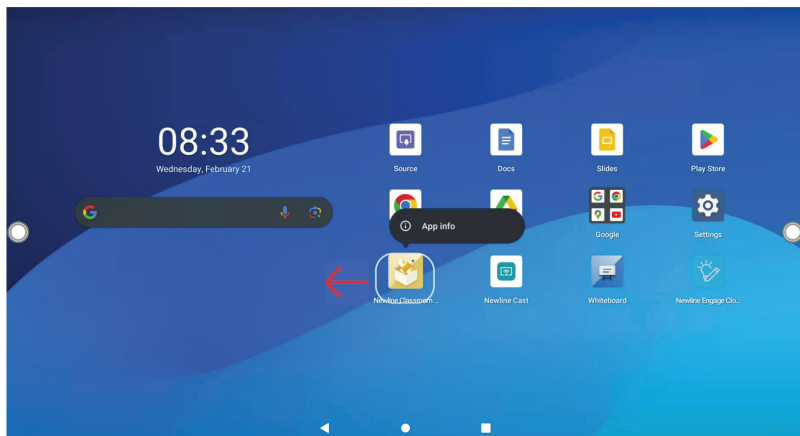 08:33
Wednesday, February 21
Source
Docs
Slides
Play Store
App info
Google
Settings
Newline Classroom ...
Newline Cast
Whiteboard
Newline Engage Clo...